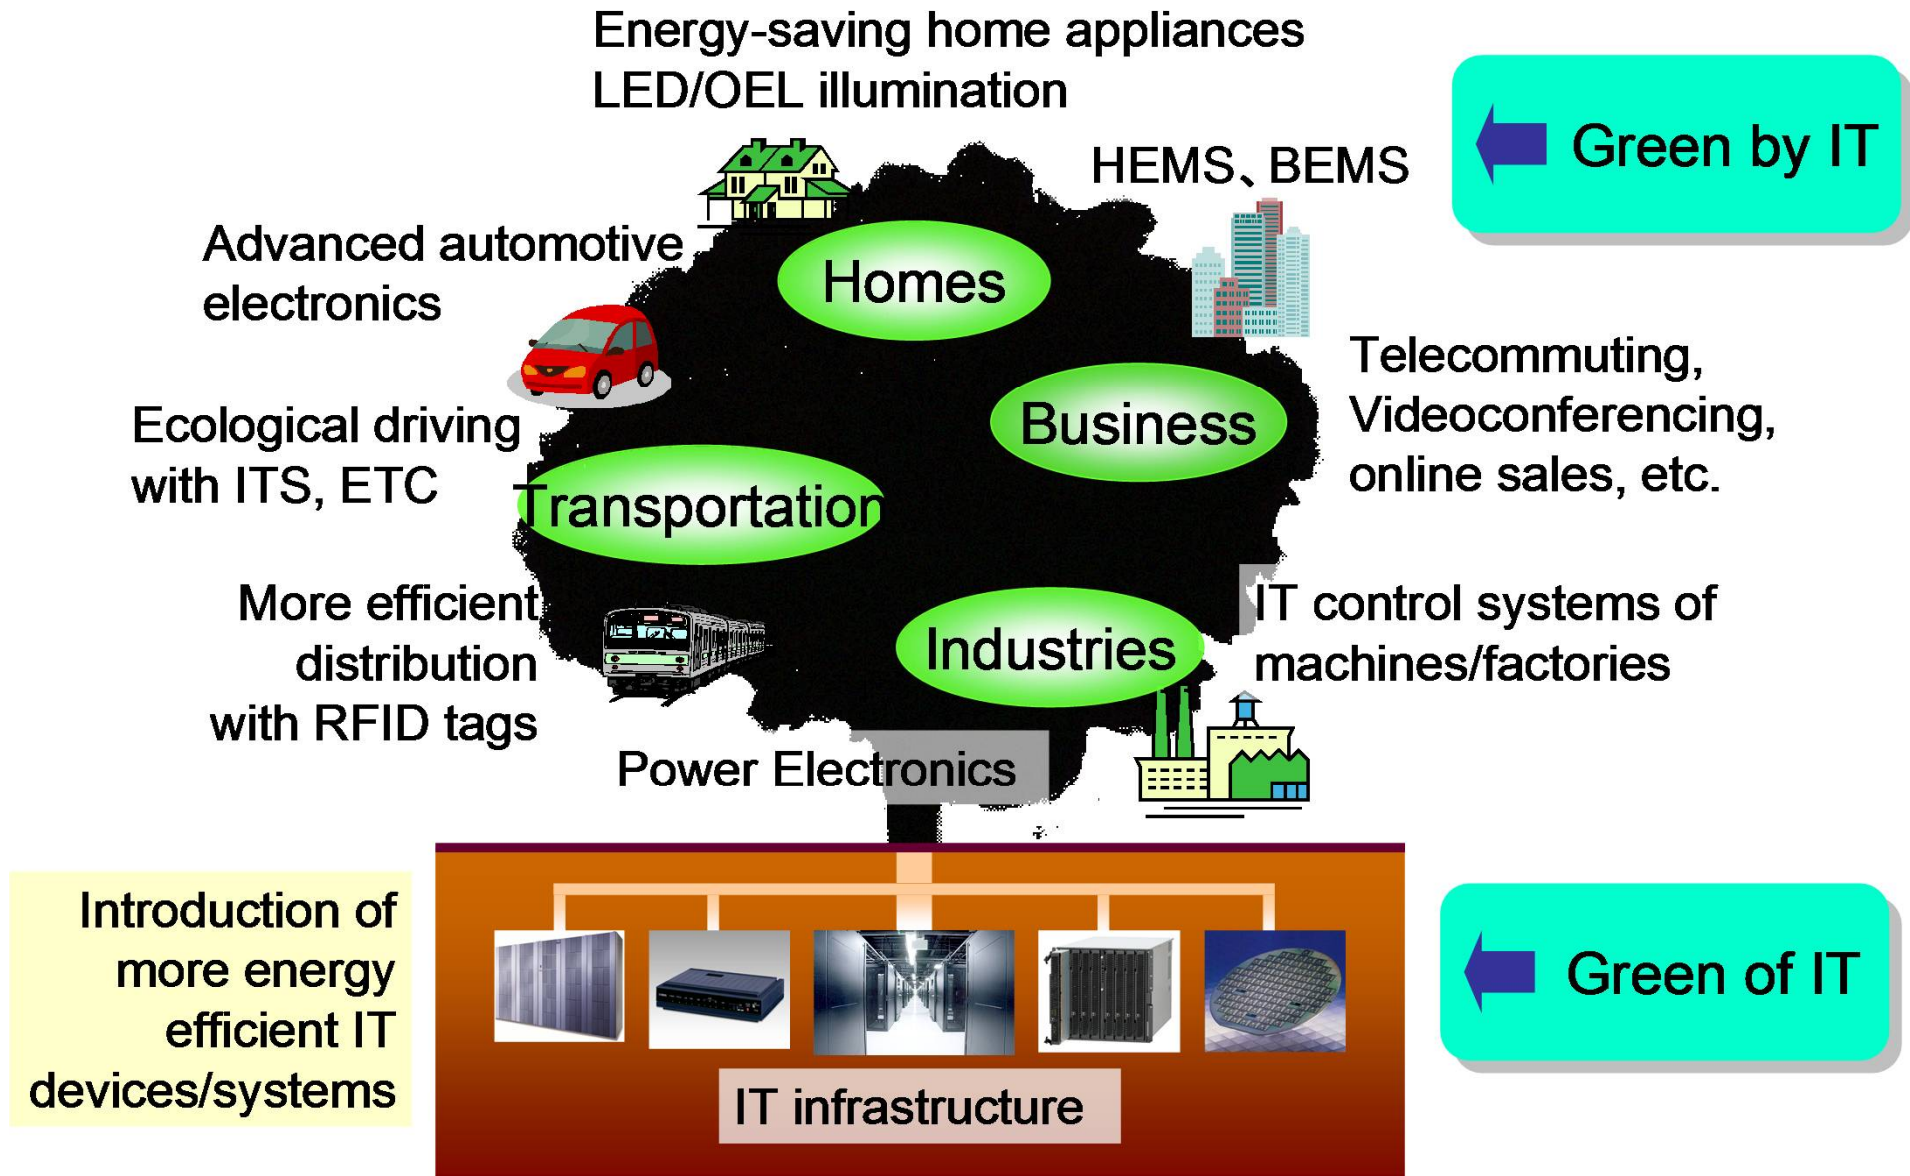 Energy-saving home appliances
LED/OEL illumination
HEMS、BEMS
Green by IT
Advanced automotive
electronics
Homes
Telecommuting,
Videoconferencing,
online sales, etc.
Business
Ecological driving
with ITS, ETC
Transportation
More efficient
distribution
with RFID tags
Industries
IT control systems of
machines/factories
Power Electronics
Introduction of
more energy
efficient IT
devices/systems
Green of IT
IT infrastructure